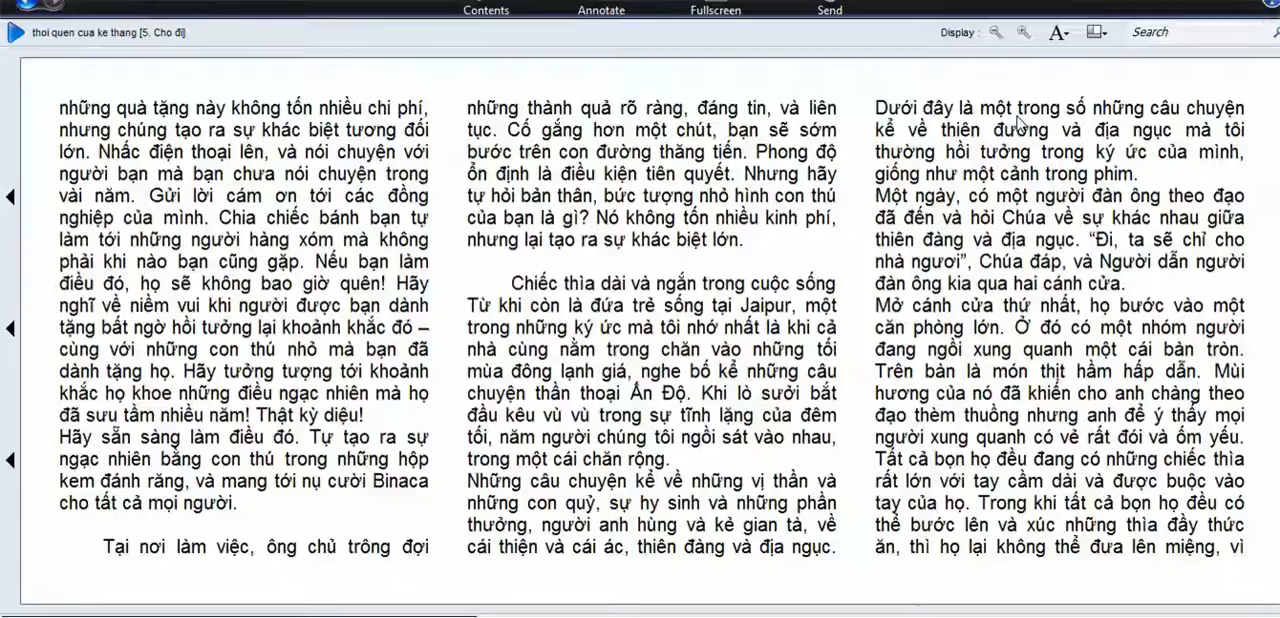 Contents Annotate Fullscreen Send
thoi quen cua ke thang [5. Cho đi] Display : A Search
những quà tặng này không tốn nhiều chi phí,
nhưng chúng tạo ra sự khác biệt tương đối
lớn. Nhấc điện thoại lên, và nói chuyện với
người bạn mà bạn chưa nói chuyện trong
vài năm. Gửi lời cám ơn tới các đồng
nghiệp của mình. Chia chiếc bánh bạn tự
làm tới những người hàng xóm mà không
phải khi nào bạn cũng gặp. Nếu bạn làm
điều đó, họ sẽ không bao giờ quên! Hãy
nghĩ về niềm vui khi người được bạn dành
tặng bất ngờ hồi tưởng lại khoảnh khắc đó –
cùng với những con thú nhỏ mà bạn đã
dành tặng họ. Hãy tưởng tượng tới khoảnh
khắc họ khoe những điều ngạc nhiên mà họ
đã sưu tầm nhiều năm! Thật kỳ diệu!
Hãy sẵn sàng làm điều đó. Tự tạo ra sự
ngạc nhiên bằng con thú trong những hộp
kem đánh răng, và mang tới nụ cười Binaca
cho tất cả mọi người.
Tại nơi làm việc, ông chủ trông đợi
những thành quả rõ ràng, đáng tin, và liên
tục. Cố gắng hơn một chút, bạn sẽ sớm
bước trên con đường thăng tiến. Phong độ
ổn định là điều kiện tiên quyết. Nhưng hãy
tự hỏi bản thân, bức tượng nhỏ hình con thú
của bạn là gì? Nó không tốn nhiều kinh phí,
nhưng lại tạo ra sự khác biệt lớn.
Chiếc thìa dài và ngắn trong cuộc sống
Từ khi còn là đứa trẻ sống tại Jaipur, một
trong những ký ức mà tôi nhớ nhất là khi cả
nhà cùng nằm trong chăn vào những tối
mùa đông lạnh giá, nghe bố kể những câu
chuyện thần thoại Ấn Độ. Khi lò sưởi bắt
đầu kêu vù vù trong sự tĩnh lặng của đêm
tối, năm người chúng tôi ngồi sát vào nhau,
trong một cái chăn rộng.
Những câu chuyện kể về những vị thần và
những con quỷ, sự hy sinh và những phần
thưởng, người anh hùng và kẻ gian tà, về
cái thiện và cái ác, thiên đàng và địa ngục.
Dưới đây là một trong số những câu chuyện
kể về thiên đường và địa ngục mà tôi
thường hồi tưởng trong ký ức của mình,
giống như một cảnh trong phim.
Một ngày, có một người đàn ông theo đạo
đã đến và hỏi Chúa về sự khác nhau giữa
thiên đàng và địa ngục. “Đi, ta sẽ chỉ cho
nhà ngươi”, Chúa đáp, và Người dẫn người
đàn ông kia qua hai cánh cửa.
Mở cánh cửa thứ nhất, họ bước vào một
căn phòng lớn. Ở đó có một nhóm người
đang ngồi xung quanh một cái bàn tròn.
Trên bàn là món thịt hầm hấp dẫn. Mùi
hương của nó đã khiến cho anh chàng theo
đạo thèm thuồng nhưng anh để ý thấy mọi
người xung quanh có vẻ rất đói và ốm yếu.
Tất cả bọn họ đều đang có những chiếc thìa
rất lớn với tay cầm dài và được buộc vào
tay của họ. Trong khi tất cả bọn họ đều có
thể bước lên và xúc những thìa đầy thức
ăn, thì họ lại không thể đưa lên miệng, vì